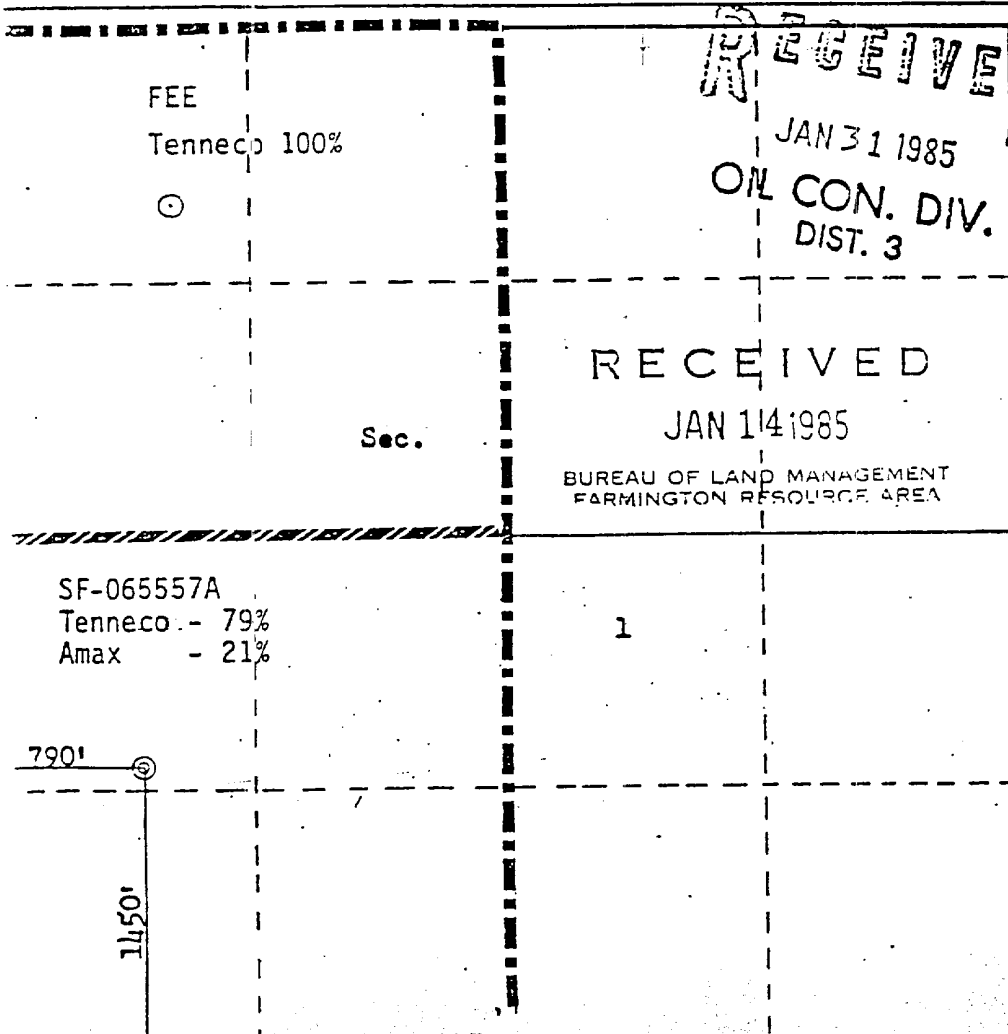 FEE
Tenneco 100%
RECEIVE
JAN 31 1985
OIL CON. DIV.
DIST. 3
RECEIVED
JAN 14 1985
BUREAU OF LAND MANAGEMENT
FARMINGTON RESOURCE AREA
Sec.
SF-065557A
Tenneco - 79%
Amax - 21%
1
790'
1450'